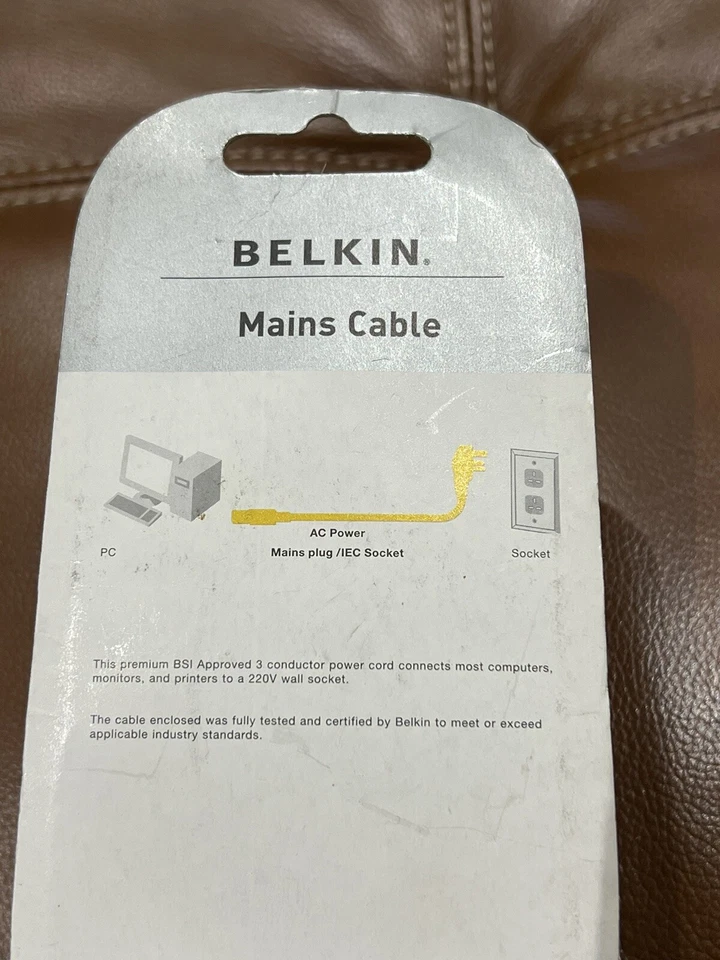 BELKIN®
Mains Cable
AC Power
PC
Mains plug /IEC Socket
Socket
This premium BSI Approved 3 conductor power cord connects most computers,
monitors, and printers to a 220V wall socket.
The cable enclosed was fully tested and certified by Belkin to meet or exceed
applicable industry standards.